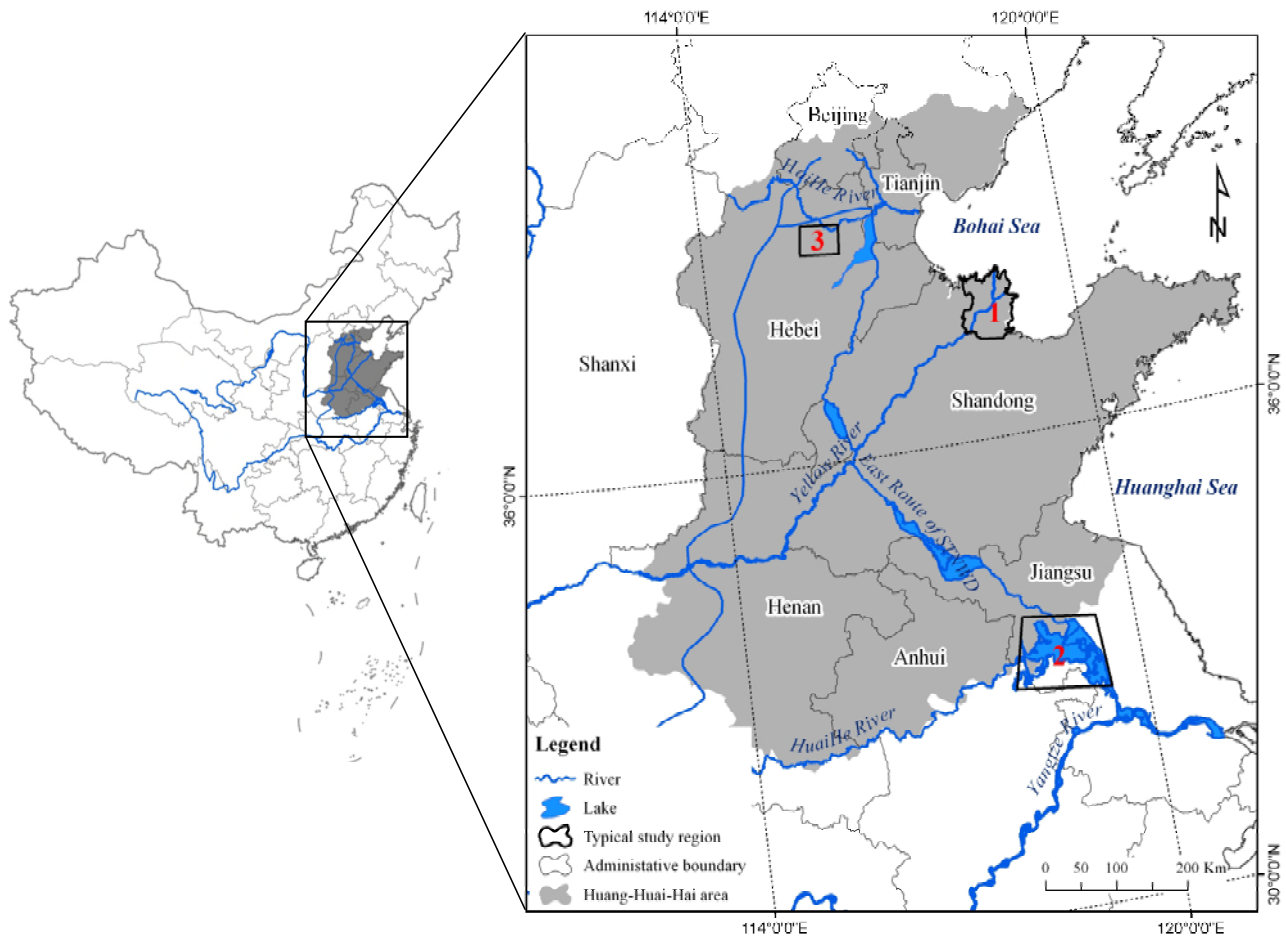 114°0'0"E
120°0'0"E
Beijing
HaiHe River
Tianjin
Bohai Sea
N
3
1
Hebei
Shanxi
Shandong
36°0'0"N
Yellow River
East Route of STNWD
Huanghai Sea
36°0'0"N
Jiangsu
Henan
Anhui
2
HuaiHe River
Yangtze River
Legend
River
Lake
Typical study region
Administative boundary
Huang-Huai-Hai area
0 50 100 200 Km
30°0'0"N
114°0'0"E
120°0'0"E